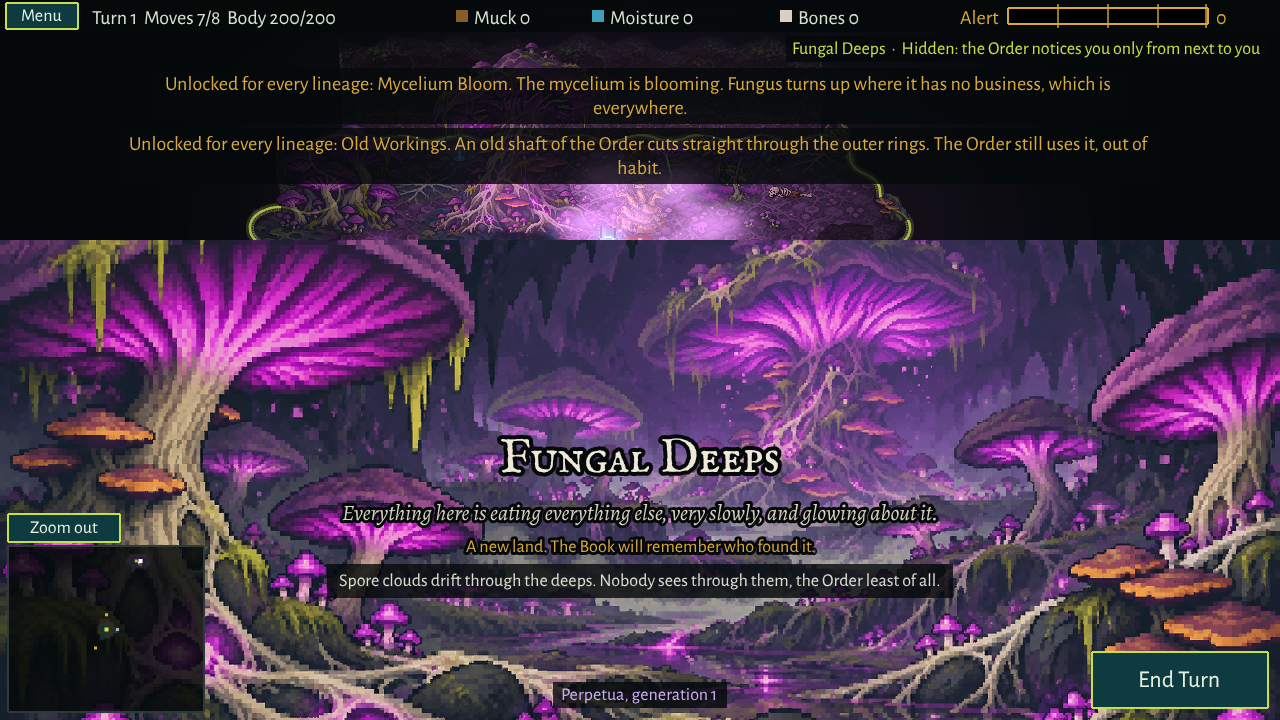 Menu
Turn 1 Moves 7/8 Body 200/200
Muck 0
Moisture 0
Bones 0
Alert 0
Fungal Deeps · Hidden: the Order notices you only from next to you
Unlocked for every lineage: Mycelium Bloom. The mycelium is blooming. Fungus turns up where it has no business, which is
everywhere.
Unlocked for every lineage: Old Workings. An old shaft of the Order cuts straight through the outer rings. The Order still uses it, out of
habit.
Fungal Deeps
Everything here is eating everything else, very slowly, and glowing about it.
A new land. The Book will remember who found it.
Spore clouds drift through the deeps. Nobody sees through them, the Order least of all.
Zoom out
End Turn
Perpetua, generation 1